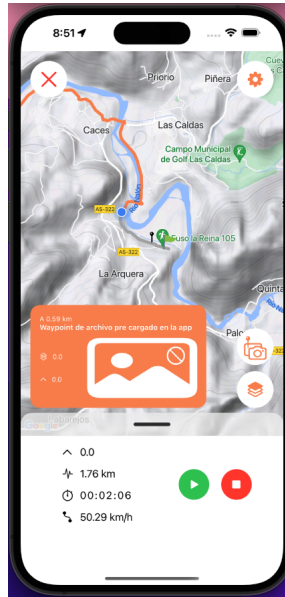 8:51
Priorio
Piñera
Caces
Las Caldas
Campo Municipal
de Golf Las Caldas
AS-322
Río Nalón
Fuso la Reina 105
AS-322
La Arquera
Quinta
A 0.59 km
Waypoint de archivo pre cargado en la app
0.0
0.0
Palo
0.0
1.76 km
00:02:06
50.29 km/h